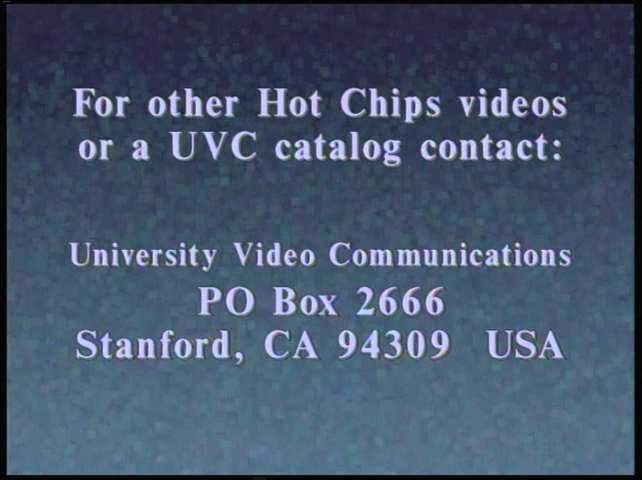 For other Hot Chips videos
or a UVC catalog contact:
University Video Communications
PO Box 2666
Stanford, CA 94309 USA